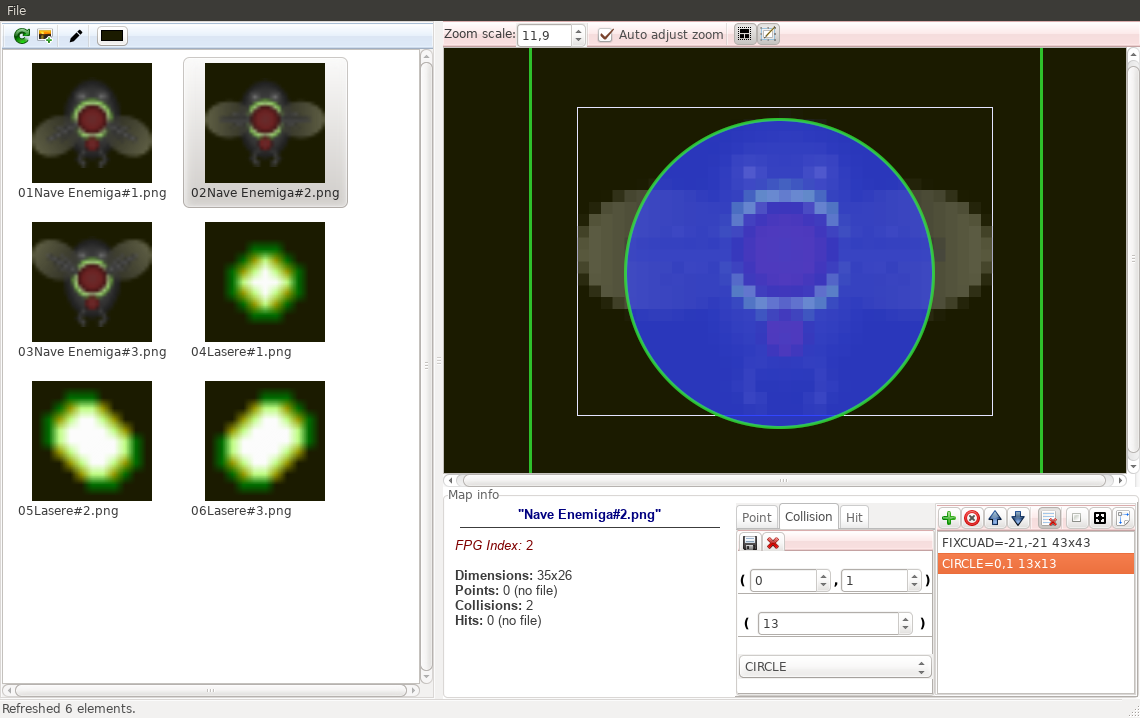 File
Zoom scale: 11,9 Auto adjust zoom
01Nave Enemiga#1.png
02Nave Enemiga#2.png
03Nave Enemiga#3.png
04Lasere#1.png
05Lasere#2.png
06Lasere#3.png
Map info
"Nave Enemiga#2.png"
FPG Index: 2
Dimensions: 35x26
Points: 0 (no file)
Collisions: 2
Hits: 0 (no file)
Point Collision Hit
( 0 , 1 )
( 13 )
CIRCLE
FIXCUAD=-21,-21 43x43
CIRCLE=0,1 13x13
Refreshed 6 elements.